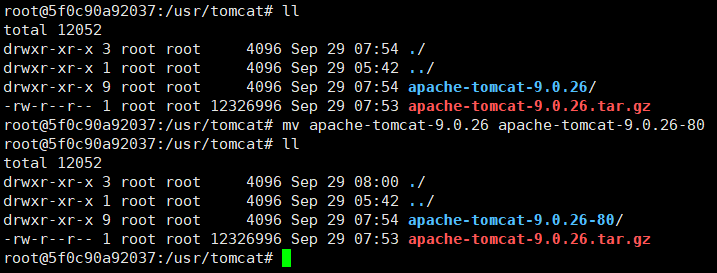 root@5f0c90a92037:/usr/tomcat# ll
total 12052
drwxr-xr-x 3 root root     4096 Sep 29 07:54 ./
drwxr-xr-x 1 root root     4096 Sep 29 05:42 ../
drwxr-xr-x 9 root root     4096 Sep 29 07:54 apache-tomcat-9.0.26/
-rw-r--r-- 1 root root 12326996 Sep 29 07:53 apache-tomcat-9.0.26.tar.gz
root@5f0c90a92037:/usr/tomcat# mv apache-tomcat-9.0.26 apache-tomcat-9.0.26-80
root@5f0c90a92037:/usr/tomcat# ll
total 12052
drwxr-xr-x 3 root root     4096 Sep 29 08:00 ./
drwxr-xr-x 1 root root     4096 Sep 29 05:42 ../
drwxr-xr-x 9 root root     4096 Sep 29 07:54 apache-tomcat-9.0.26-80/
-rw-r--r-- 1 root root 12326996 Sep 29 07:53 apache-tomcat-9.0.26.tar.gz
root@5f0c90a92037:/usr/tomcat#